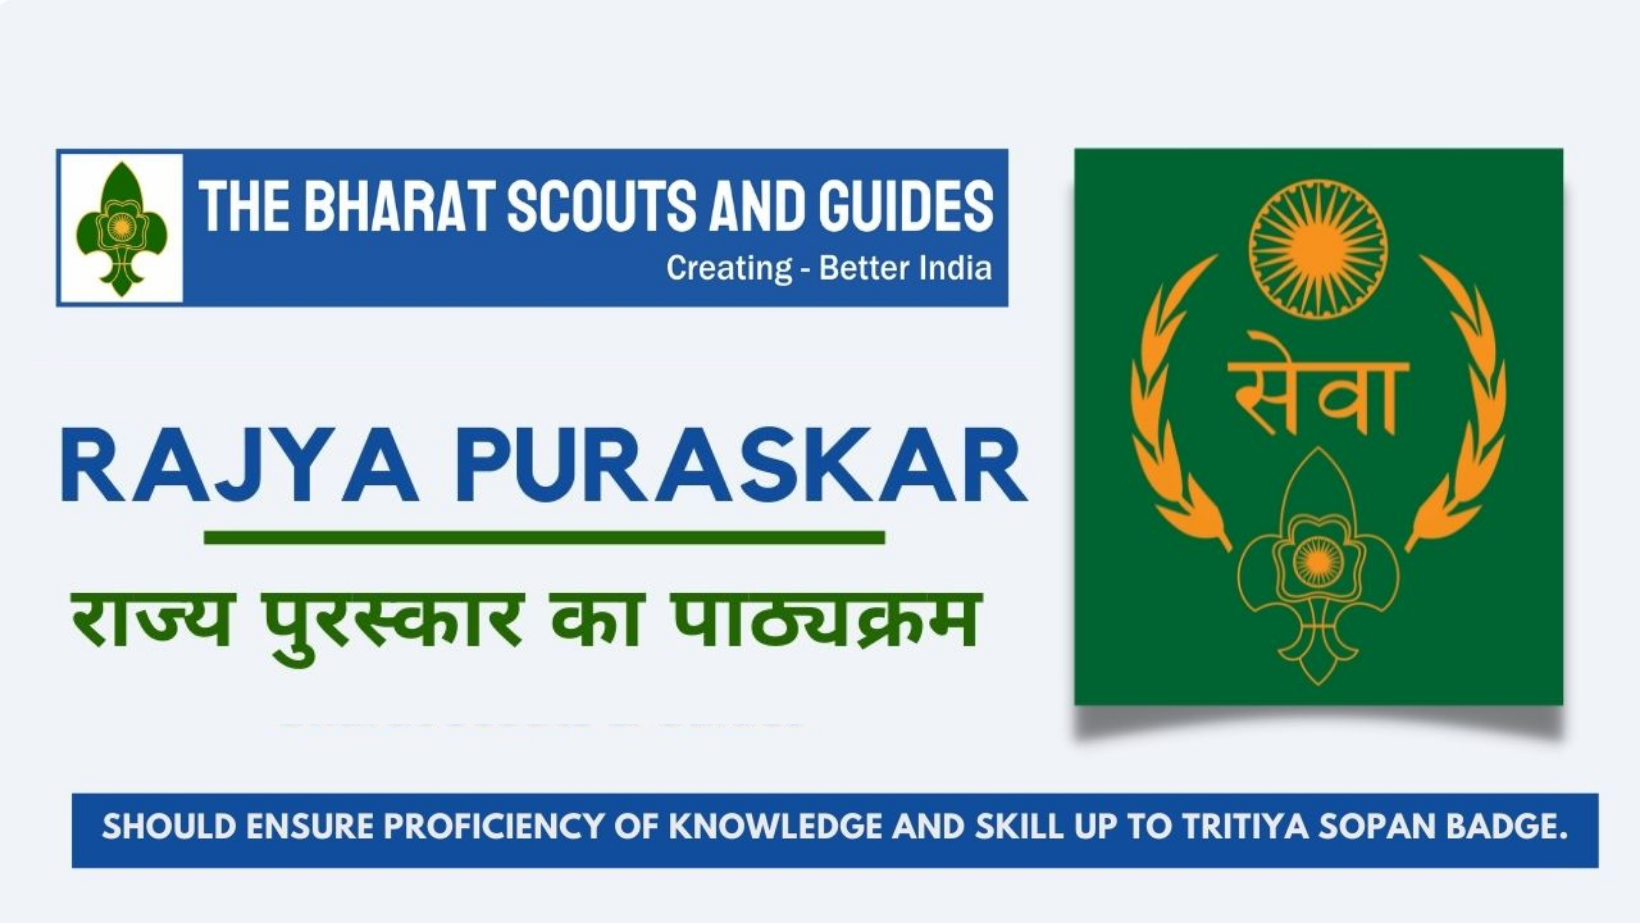 THE BHARAT SCOUTS AND GUIDES
Creating - Better India
RAJYA PURASKAR
राज्य पुरस्कार का पाठ्यक्रम
सेवा
SHOULD ENSURE PROFICIENCY OF KNOWLEDGE AND SKILL UP TO TRITIYA SOPAN BADGE.